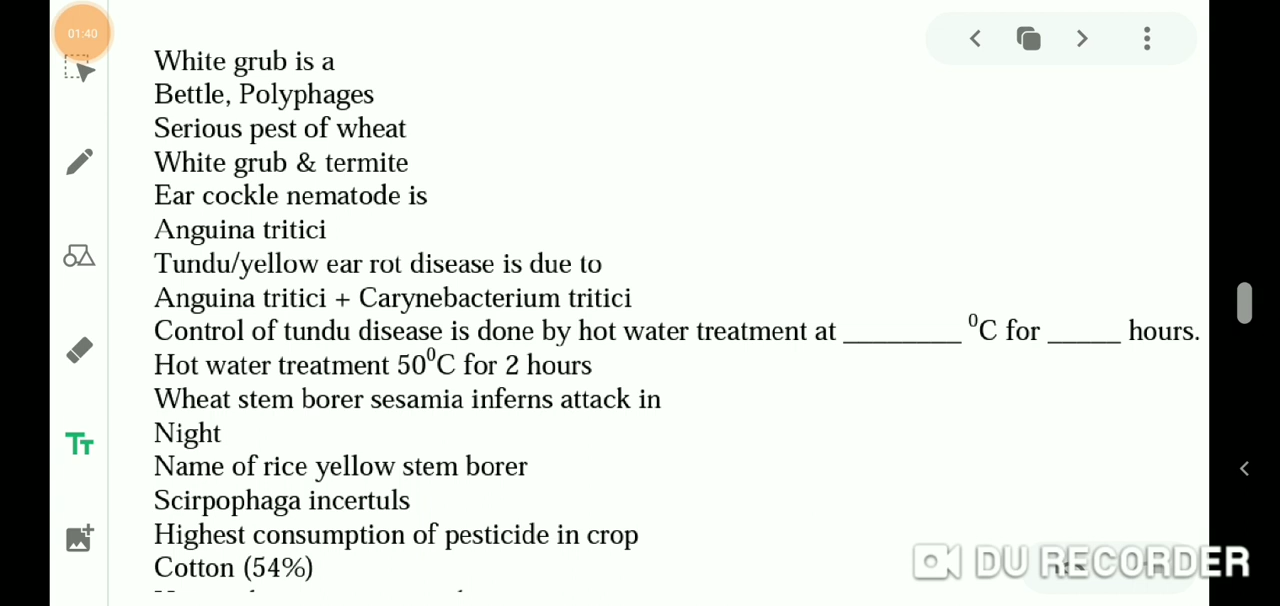 01:40
White grub is a
Bettle, Polyphages
Serious pest of wheat
White grub & termite
Ear cockle nematode is
Anguina tritici
Tundu/yellow ear rot disease is due to
Anguina tritici + Carynebacterium tritici
Control of tundu disease is done by hot water treatment at _________ ⁰C for ______ hours.
Hot water treatment 50⁰C for 2 hours
Wheat stem borer sesamia inferns attack in
Night
Name of rice yellow stem borer
Scirpophaga incertuls
Highest consumption of pesticide in crop
Cotton (54%)
TT
DU RECORDER